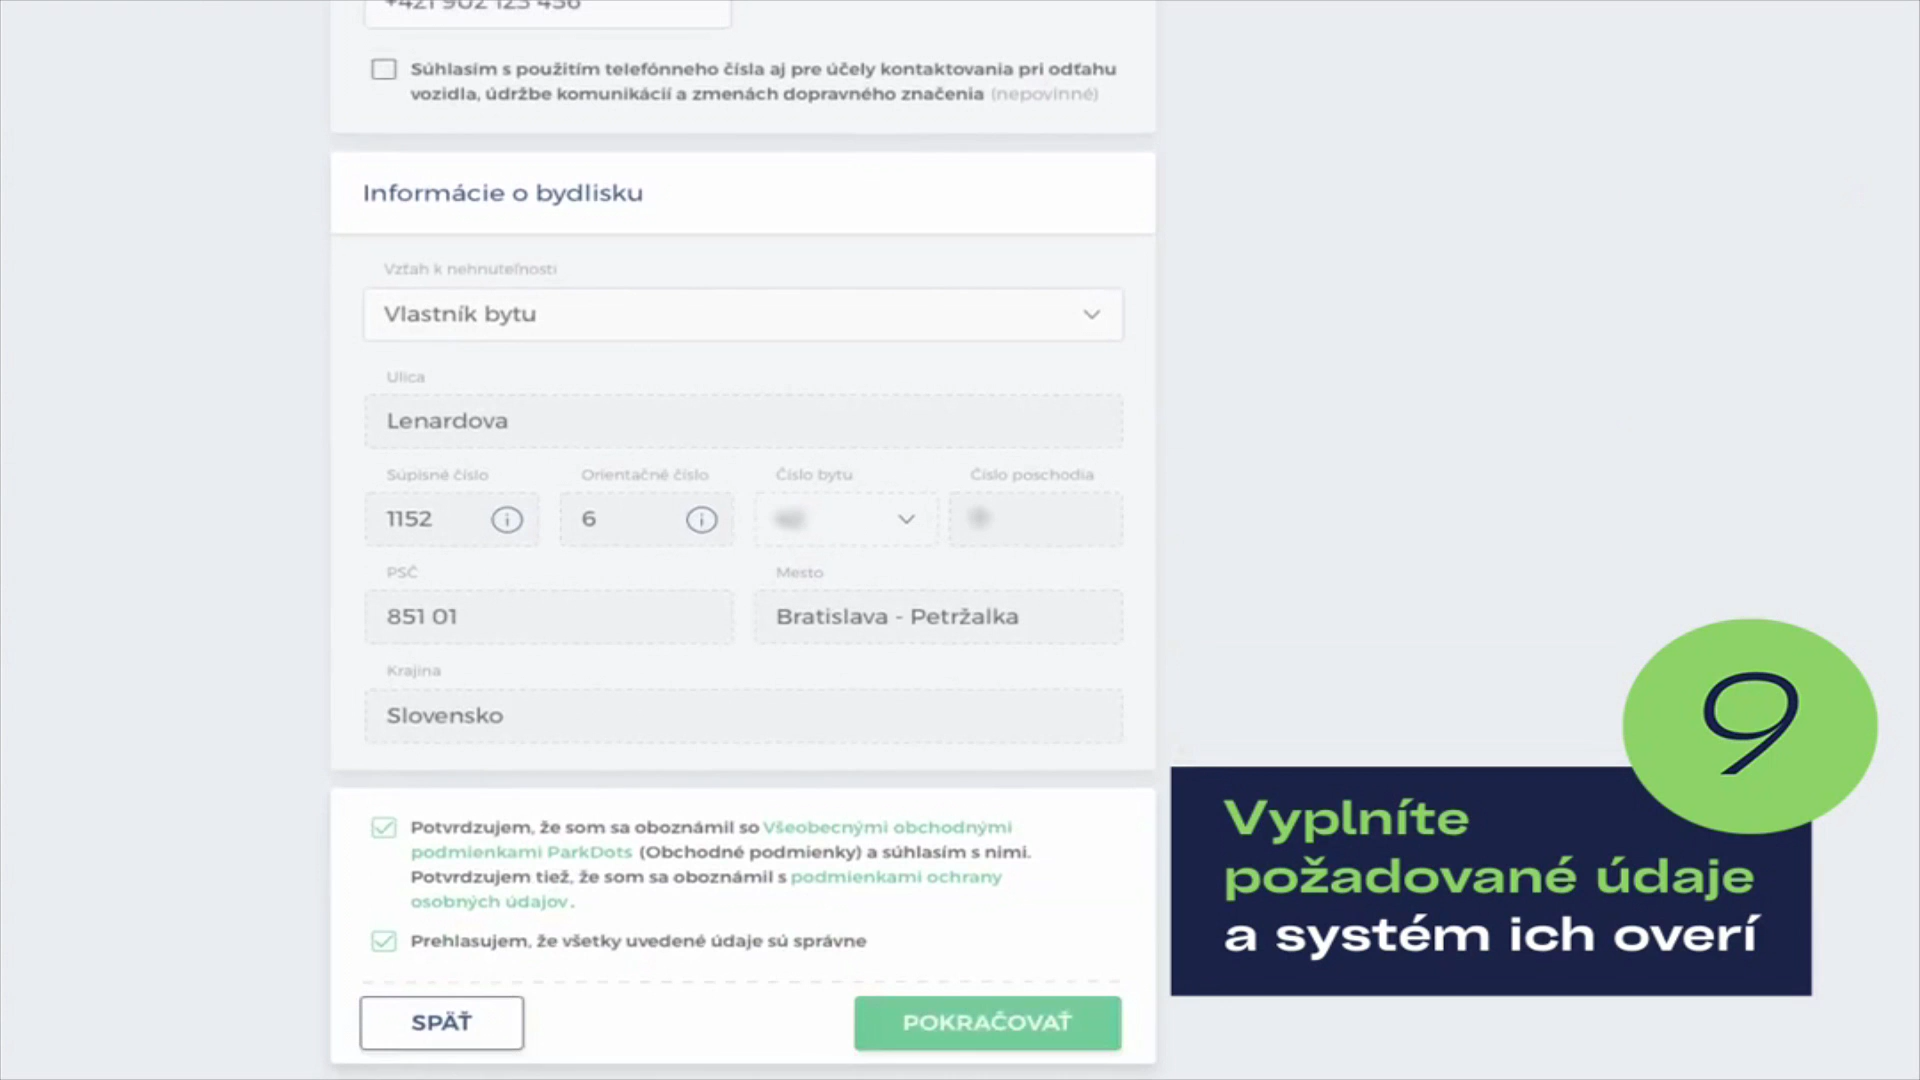 +421 902 123 456
Súhlasím s použitím telefónneho čísla aj pre účely kontaktovania pri odťahu
vozidla, údržbe komunikácií a zmenách dopravného značenia (nepovinné)
Informácie o bydlisku
Vzťah k nehnuteľnosti
Vlastník bytu
Ulica
Lenardova
Súpisné číslo Orientačné číslo Číslo bytu Číslo poschodia
1152 6
PSČ Mesto
851 01 Bratislava - Petržalka
Krajina
Slovensko
Potvrdzujem, že som sa oboznámil so Všeobecnými obchodnými
podmienkami ParkDots (Obchodné podmienky) a súhlasím s nimi.
Potvrdzujem tiež, že som sa oboznámil s podmienkami ochrany
osobných údajov.
Prehlasujem, že všetky uvedené údaje sú správne
SPÄŤ POKRAČOVAŤ
9
Vyplníte
požadované údaje
a systém ich overí